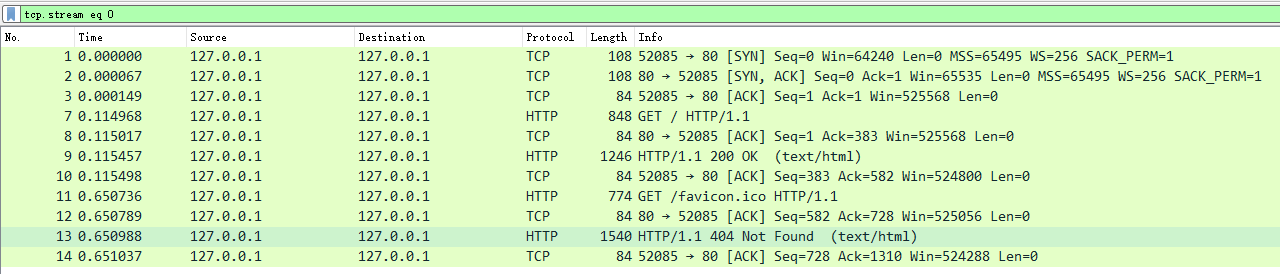 tcp.stream eq 0
No. Time Source Destination Protocol Length Info
1 0.000000 127.0.0.1 127.0.0.1 TCP 108 52085 → 80 [SYN] Seq=0 Win=64240 Len=0 MSS=65495 WS=256 SACK_PERM=1
2 0.000067 127.0.0.1 127.0.0.1 TCP 108 80 → 52085 [SYN, ACK] Seq=0 Ack=1 Win=65535 Len=0 MSS=65495 WS=256 SACK_PERM=1
3 0.000149 127.0.0.1 127.0.0.1 TCP 84 52085 → 80 [ACK] Seq=1 Ack=1 Win=525568 Len=0
7 0.114968 127.0.0.1 127.0.0.1 HTTP 848 GET / HTTP/1.1
8 0.115017 127.0.0.1 127.0.0.1 TCP 84 80 → 52085 [ACK] Seq=1 Ack=383 Win=525568 Len=0
9 0.115457 127.0.0.1 127.0.0.1 HTTP 1246 HTTP/1.1 200 OK (text/html)
10 0.115498 127.0.0.1 127.0.0.1 TCP 84 52085 → 80 [ACK] Seq=383 Ack=582 Win=524800 Len=0
11 0.650736 127.0.0.1 127.0.0.1 HTTP 774 GET /favicon.ico HTTP/1.1
12 0.650789 127.0.0.1 127.0.0.1 TCP 84 80 → 52085 [ACK] Seq=582 Ack=728 Win=525056 Len=0
13 0.650988 127.0.0.1 127.0.0.1 HTTP 1540 HTTP/1.1 404 Not Found (text/html)
14 0.651037 127.0.0.1 127.0.0.1 TCP 84 52085 → 80 [ACK] Seq=728 Ack=1310 Win=524288 Len=0